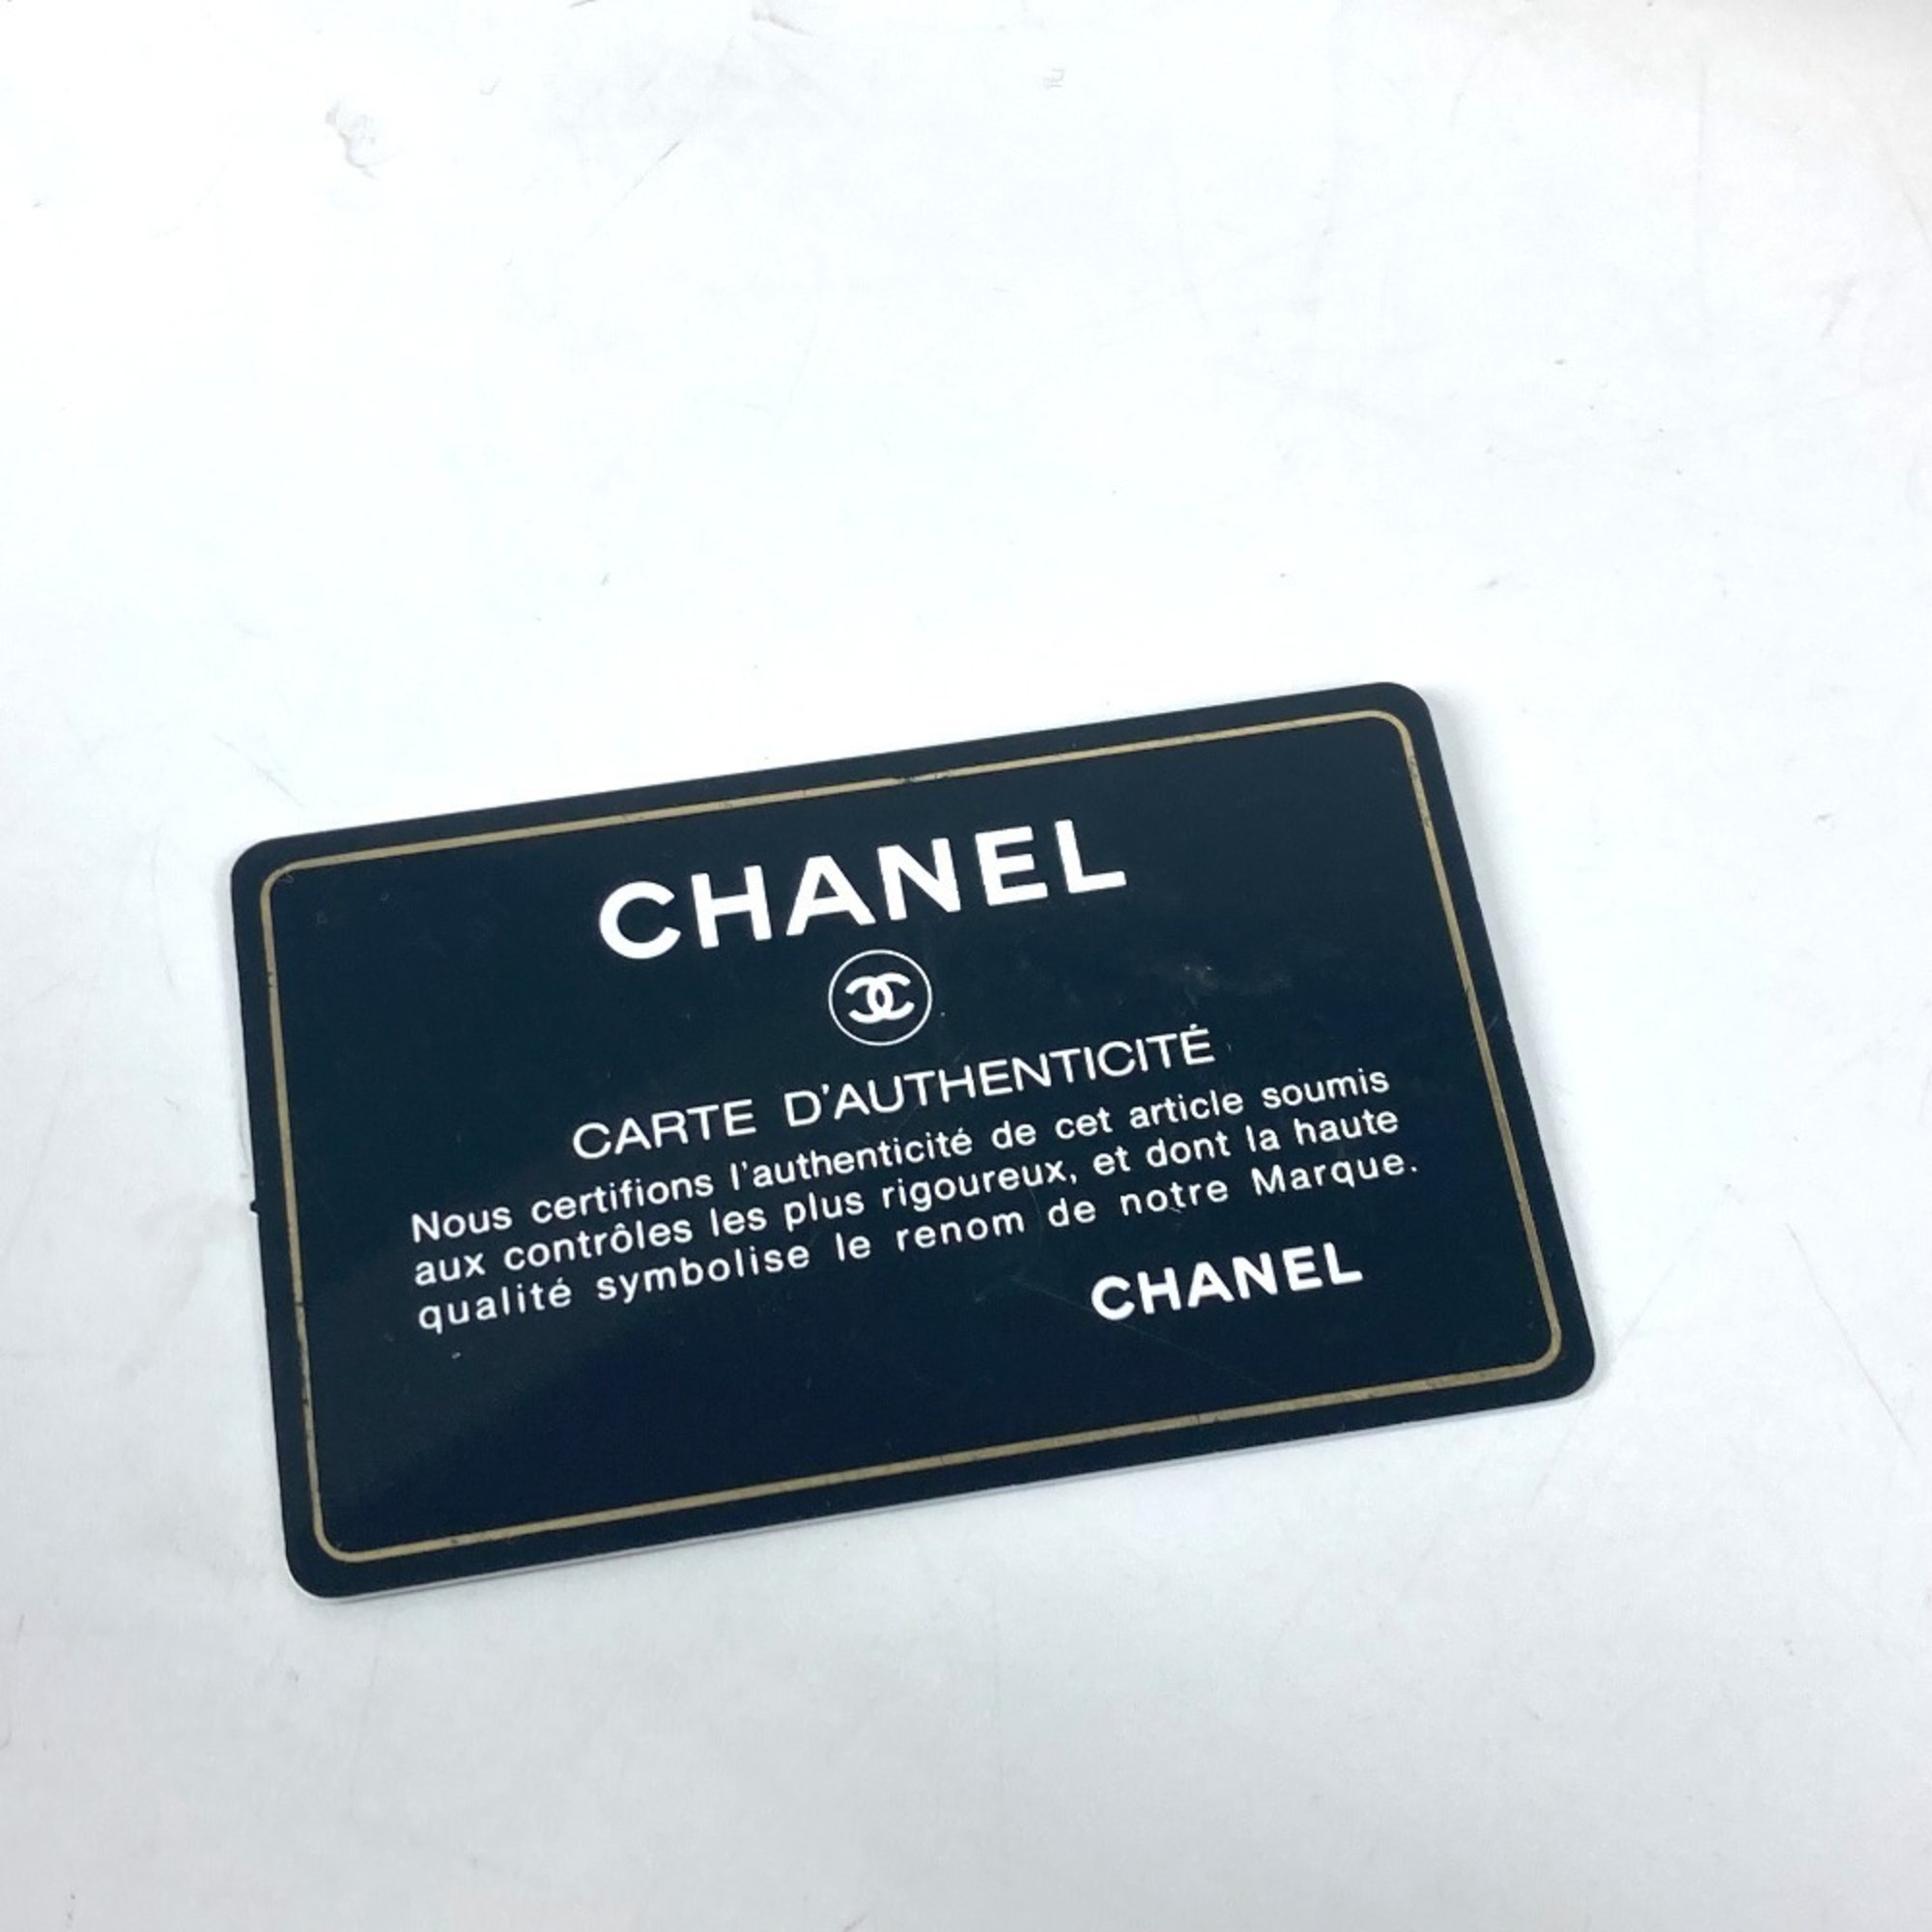 CHANEL
CARTE D'AUTHENTICITÉ
Nous certifions l'authenticité de cet article soumis
aux contrôles les plus rigoureux, et dont la haute
qualité symbolise le renom de notre Marque.
CHANEL